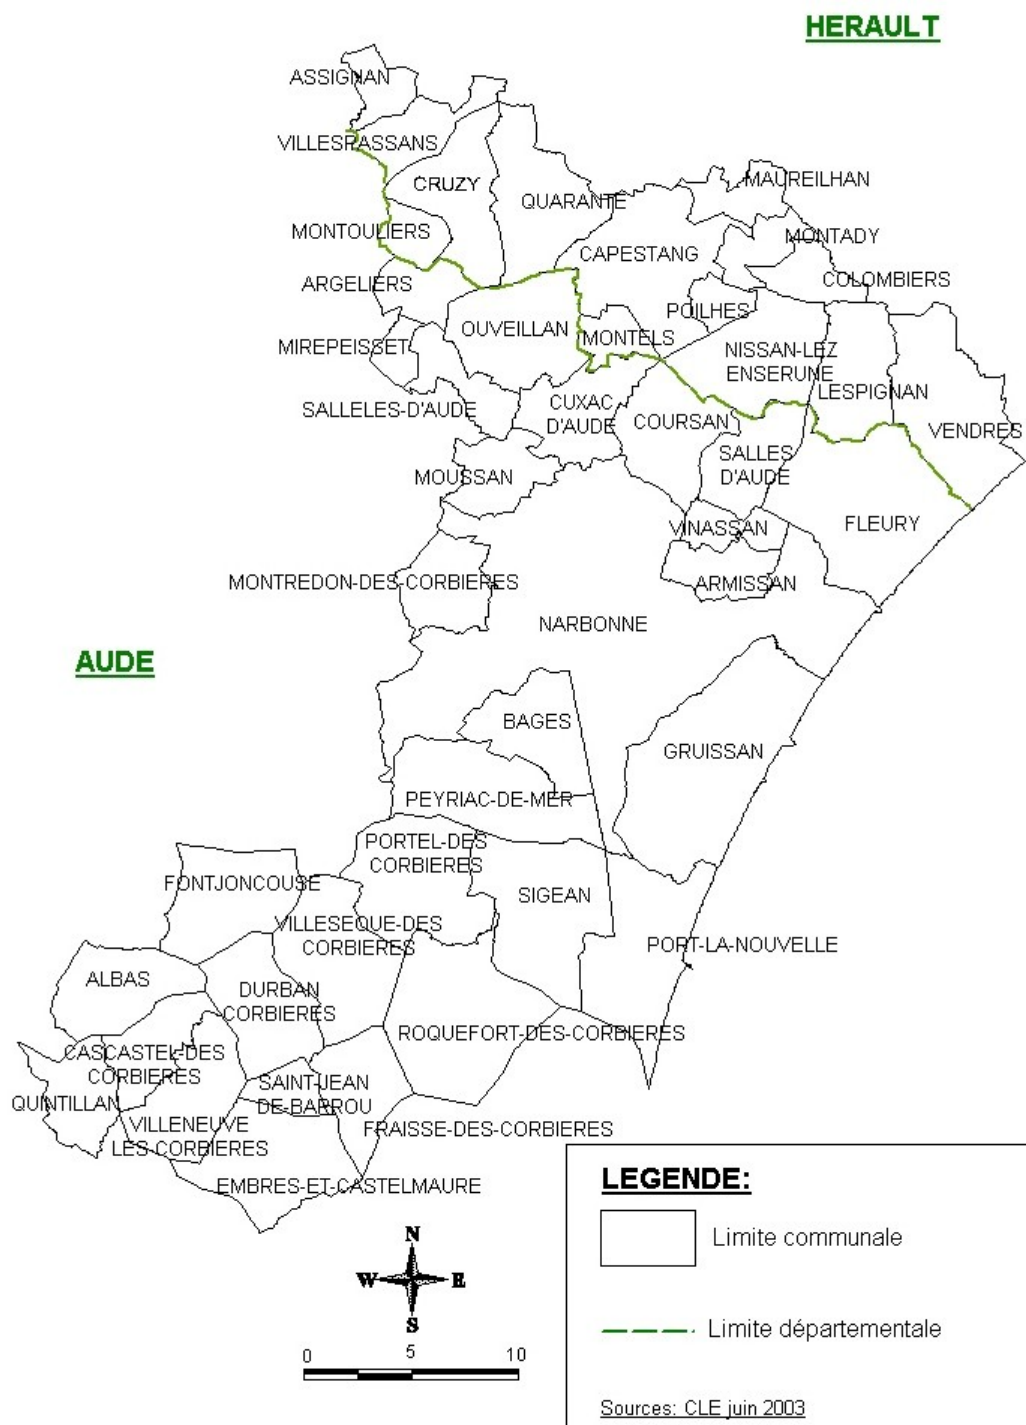 HERAULT
ASSIGNAN
VILLESPASSANS
CRUZY
QUARANTE
MAUREILHAN
MONTOULIERS
MONTADY
CAPESTANG
ARGELIERS
COLOMBIERS
POILHES
OUVEILLAN
MONTELS
MIREPEISSET
NISSAN-LEZ
ENSERUNE
LESPIGNAN
SALLELES-D'AUDE
CUXAC
D'AUDE
COURSAN
VENDRES
SALLES
D'AUDE
MOUSSAN
FLEURY
VINASSAN
MONTREDON-DES-CORBIERES
ARMISSAN
NARBONNE
AUDE
BAGES
GRUISSAN
PEYRIAC-DE-MER
PORTEL-DES
CORBIERES
FONTJONCOUSE
SIGEAN
VILLESEQUE-DES
CORBIERES
PORT-LA-NOUVELLE
ALBAS
DURBAN
CORBIERES
ROQUEFORT-DES-CORBIERES
CASCASTEL-DES
CORBIERES
SAINT-JEAN
DE-BARROU
QUINTILLAN
VILLENEUVE
LES-CORBIERES
FRAISSE-DES-CORBIERES
EMBRES-ET-CASTELMAURE
LEGENDE:
Limite communale
Limite départementale
Sources: CLE juin 2003
N
W E
S
0 5 10